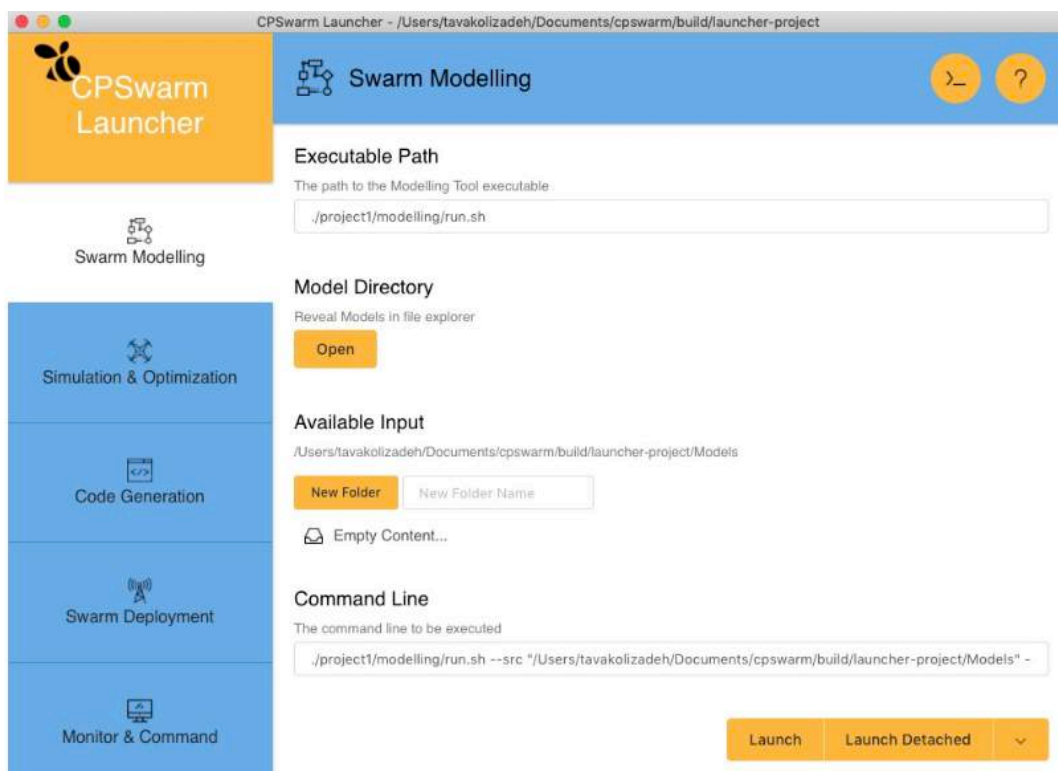 CPSwarm Launcher - /Users/tavakolizadeh/Documents/cpswarm/build/launcher-project
CPSwarm
Launcher
Swarm Modelling
Simulation & Optimization
Code Generation
Swarm Deployment
Monitor & Command
Swarm Modelling
>_ ?
Executable Path
The path to the Modelling Tool executable
./project1/modelling/run.sh
Model Directory
Reveal Models in file explorer
Open
Available Input
/Users/tavakolizadeh/Documents/cpswarm/build/launcher-project/Models
New Folder New Folder Name
Empty Content...
Command Line
The command line to be executed
./project1/modelling/run.sh --src "/Users/tavakolizadeh/Documents/cpswarm/build/launcher-project/Models" -
Launch Launch Detached